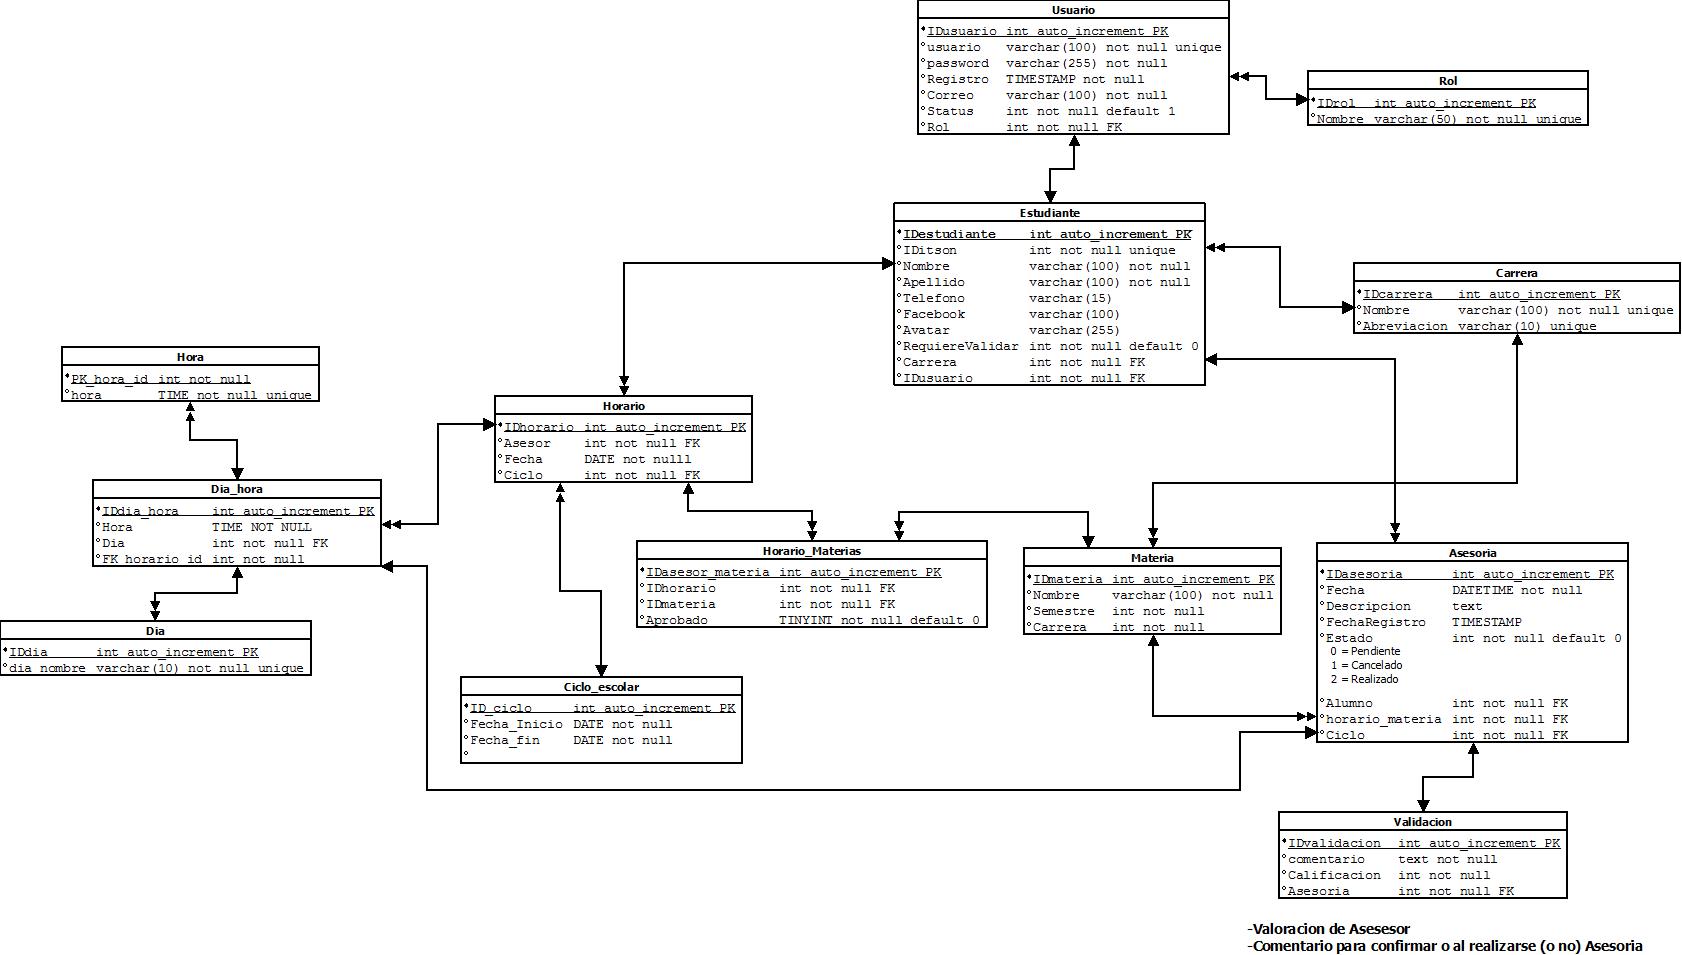 Usuario
IDusuario int auto_increment PK
usuario varchar(100) not null unique
password varchar(255) not null
Registro TIMESTAMP not null
Correo varchar(100) not null
Status int not null default 1
Rol int not null FK
Rol
IDrol int auto_increment PK
Nombre varchar(50) not null unique
Estudiante
IDestudiante int auto_increment PK
IDitson int not null unique
Nombre varchar(100) not null
Apellido varchar(100) not null
Telefono varchar(15)
Facebook varchar(100)
Avatar varchar(255)
RequiereValidar int not null default 0
Carrera int not null FK
IDusuario int not null FK
Carrera
IDcarrera int auto_increment PK
Nombre varchar(100) not null unique
Abreviacion varchar(10) unique
Hora
PK_hora_id int not null
hora TIME not null unique
Horario
IDhorario int auto_increment PK
Asesor int not null FK
Fecha DATE not nulll
Ciclo int not null FK
Dia_hora
IDdia_hora int auto_increment PK
Hora TIME NOT NULL
Dia int not null FK
FK_horario_id int not null
Horario_Materias
IDasesor_materia int auto_increment PK
IDhorario int not null FK
IDmateria int not null FK
Aprobado TINYINT not null default 0
Materia
IDmateria int auto_increment PK
Nombre varchar(100) not null
Semestre int not null
Carrera int not null
Asesoria
IDasesoria int auto_increment PK
Fecha DATETIME not null
Descripcion text
FechaRegistro TIMESTAMP
Estado int not null default 0
0 = Pendiente
1 = Cancelado
2 = Realizado
Alumno int not null FK
horario_materia int not null FK
Ciclo int not null FK
Dia
IDdia int auto_increment PK
dia_nombre varchar(10) not null unique
Ciclo_escolar
ID_ciclo int auto_increment PK
Fecha_Inicio DATE not null
Fecha_fin DATE not null
Validacion
IDvalidacion int auto_increment PK
comentario text not null
Calificacion int not null
Asesoria int not null FK
-Valoracion de Asesesor
-Comentario para confirmar o al realizarse (o no) Asesoria